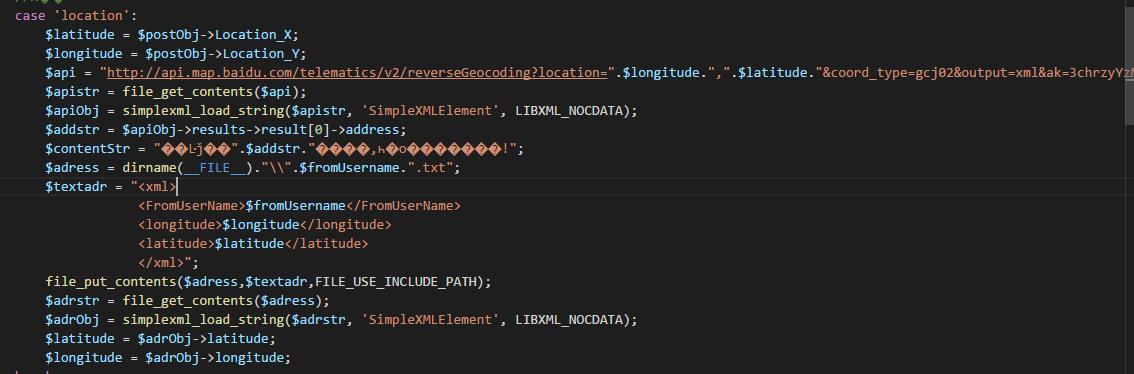 case 'location':
$latitude = $postObj->Location_X;
$longitude = $postObj->Location_Y;
$api = "http://api.map.baidu.com/telematics/v2/reverseGeocoding?location=".$longitude.",".$latitude."&coord_type=gcj02&output=xml&ak=3chrzyYz
$apistr = file_get_contents($api);
$apiObj = simplexml_load_string($apistr, 'SimpleXMLElement', LIBXML_NOCDATA);
$addstr = $apiObj->results->result[0]->address;
$contentStr = "��Ŀǰ��".$addstr."����,һ�о�������!";
$adress = dirname(__FILE__)."\\".$fromUsername.".txt";
$textadr = "<xml>
<FromUserName>$fromUsername</FromUserName>
<longitude>$longitude</longitude>
<latitude>$latitude</latitude>
</xml>";
file_put_contents($adress,$textadr,FILE_USE_INCLUDE_PATH);
$adrstr = file_get_contents($adress);
$adrObj = simplexml_load_string($adrstr, 'SimpleXMLElement', LIBXML_NOCDATA);
$latitude = $adrObj->latitude;
$longitude = $adrObj->longitude;